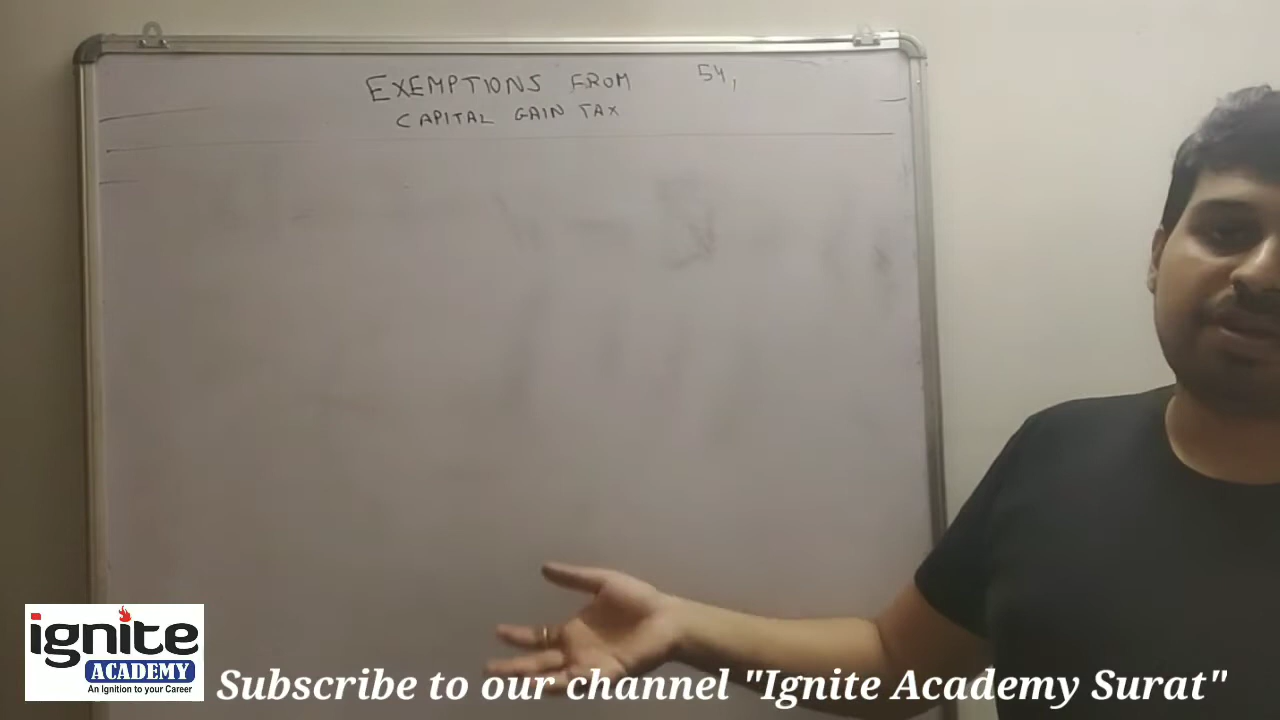 EXEMPTIONS FROM 54,
CAPITAL GAIN TAX
ignite
ACADEMY
An Ignition to your Career
Subscribe to our channel "Ignite Academy Surat"